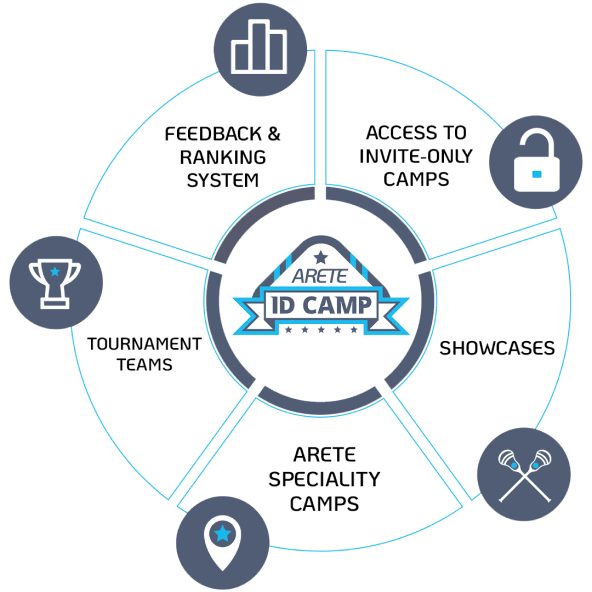 FEEDBACK &
RANKING
SYSTEM
ACCESS TO
INVITE-ONLY
CAMPS
ARETE
ID CAMP
TOURNAMENT
TEAMS
SHOWCASES
ARETE
SPECIALITY
CAMPS